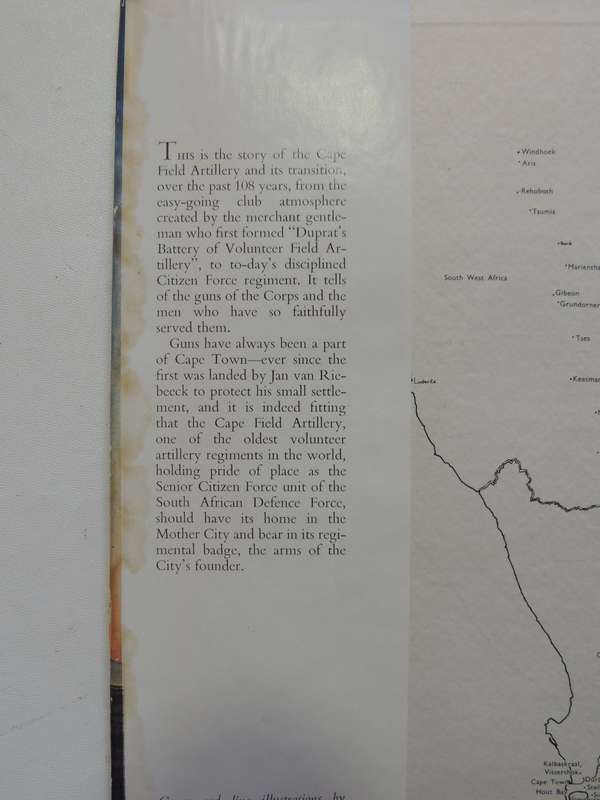 THIS is the story of the Cape
Field Artillery and its transition,
over the past 108 years, from the
easy-going club atmosphere
created by the merchant gentle-
man who first formed “Duprat’s
Battery of Volunteer Field Ar-
tillery”, to to-day’s disciplined
Citizen Force regiment. It tells
of the guns of the Corps and the
men who have so faithfully
served them.
Guns have always been a part
of Cape Town—ever since the
first was landed by Jan van Rie-
beeck to protect his small settle-
ment, and it is indeed fitting
that the Cape Field Artillery,
one of the oldest volunteer
artillery regiments in the world,
holding pride of place as the
Senior Citizen Force unit of the
South African Defence Force,
should have its home in the
Mother City and bear in its regi-
mental badge, the arms of the
City’s founder.
line illustrations by
Windhoek
Aris
Rehoboth
Tsumis
South West Africa
Gibeon
Tses
Luderitz
Kalbaskraal,
Vissershok
Cape Town
Hout Bay